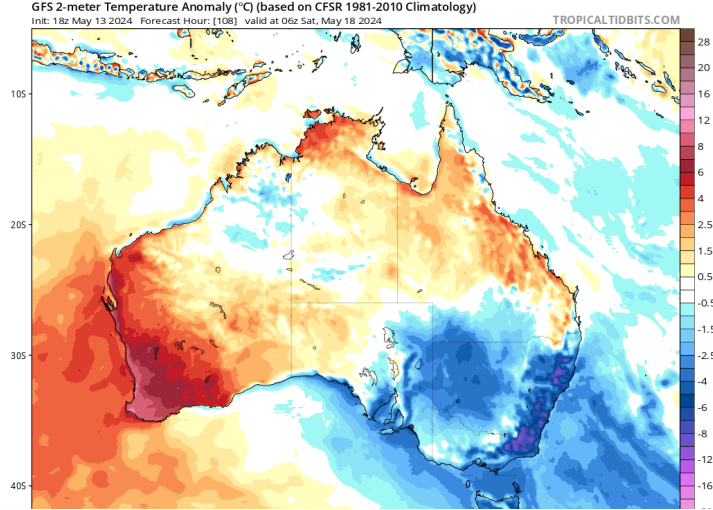 GFS 2-meter Temperature Anomaly (°C) (based on CFSR 1981-2010 Climatology)
Init: 18z May 13 2024 Forecast Hour: [108] valid at 06z Sat, May 18 2024
TROPICALTIDBITS.COM
10S
20S
30S
40S
28
20
16
12
8
6
4
2.5
1.5
0.5
-0.5
-1.5
-2.5
-4
-6
-8
-12
-16